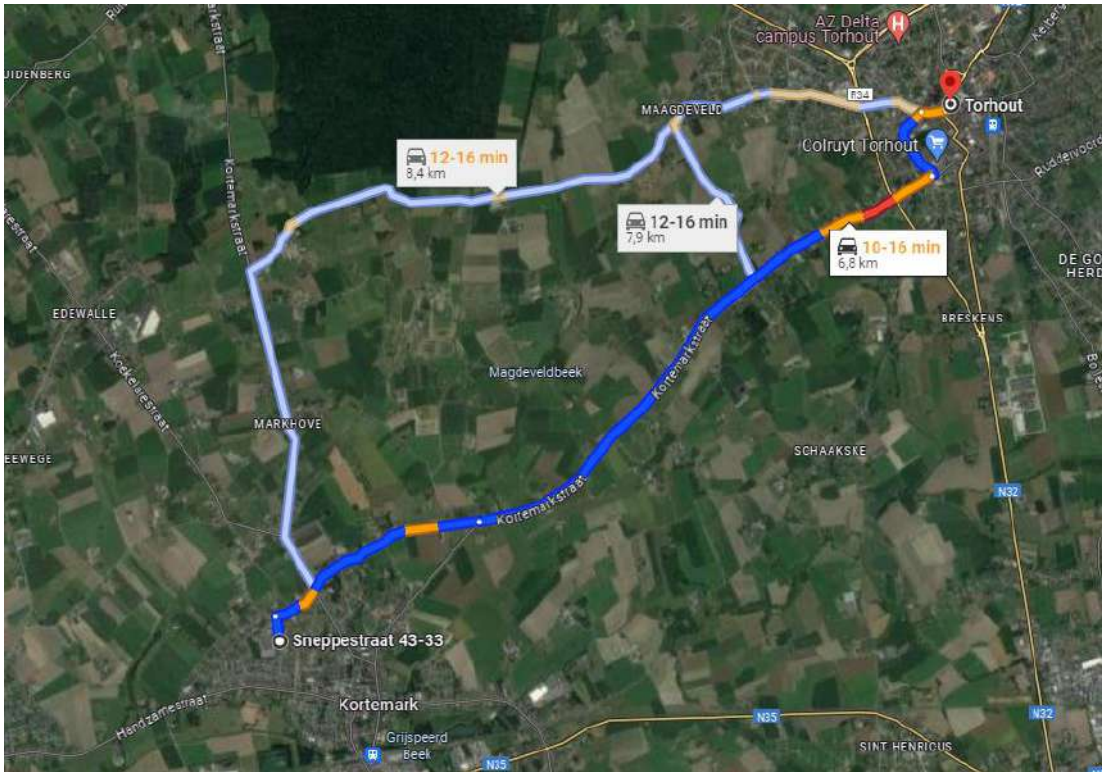 AZ Delta
campus Torhout
H
UIDENBERG
Kortemarkstraat
MAAGDEVELD
R34
Torhout
Colruyt Torhout
12-16 min
8,4 km
12-16 min
7,9 km
10-16 min
6,8 km
DE GO
HERD
EDEWALLE
BRESKENS
Koekelarestraat
Kortemarkstraat
Magdeveldbeek
MARKHOVE
SCHAAKSKE
EEWEGE
N32
Kortemarkstraat
Sneppestraat 43-33
Kortemark
Handzamestraat
N35
N32
Grijspeerd
Beek
SINT HENRICUS
N35